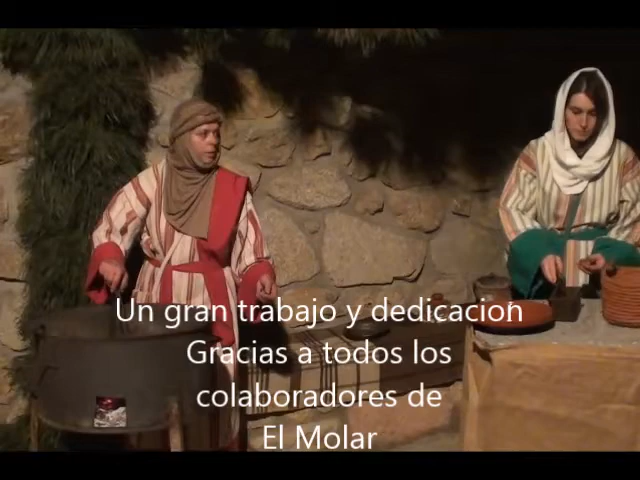 Un gran trabajo y dedicacion
Gracias a todos los
colaboradores de
El Molar